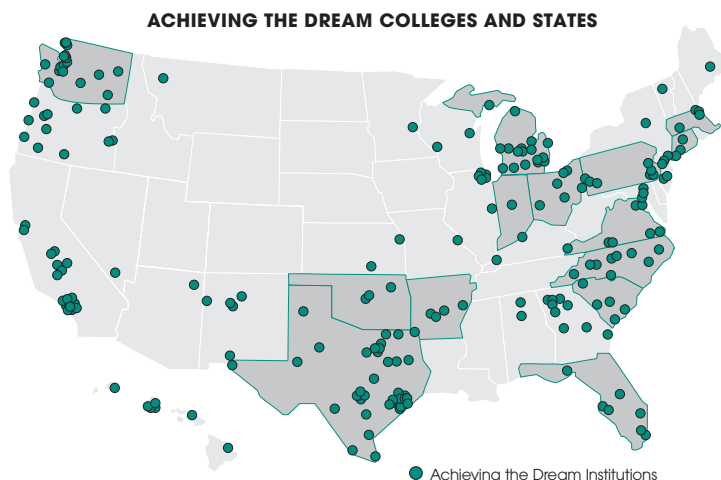 ACHIEVING THE DREAM COLLEGES AND STATES
Achieving the Dream Institutions